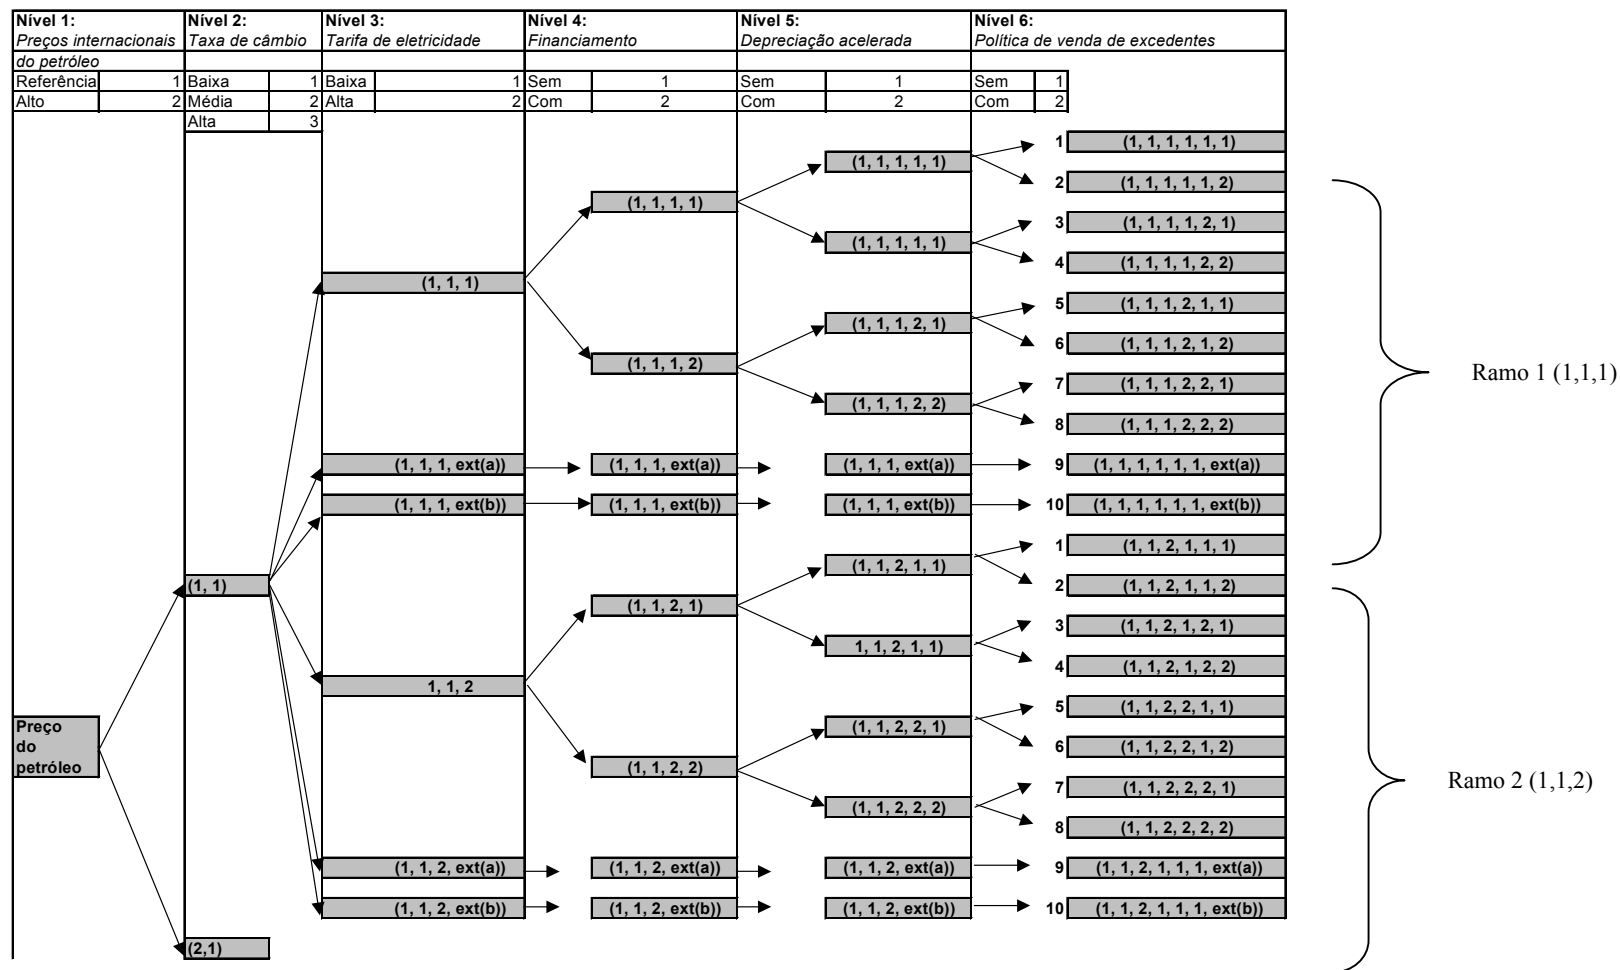 Nível 1: Nível 2: Nível 3: Nível 4: Nível 5: Nível 6:
Preços internacionais Taxa de câmbio Tarifa de eletricidade Financiamento Depreciação acelerada Política de venda de excedentes
do petróleo
Referência 1 Baixa 1 Baixa 1 Sem 1 Sem 1 Sem 1
Alto 2 Média 2 Alta 2 Com 2 Com 2 Com 2
Alta 3
1 (1, 1, 1, 1, 1, 1)
(1, 1, 1, 1, 1)
2 (1, 1, 1, 1, 1, 2)
(1, 1, 1, 1)
3 (1, 1, 1, 1, 2, 1)
(1, 1, 1, 1, 1)
4 (1, 1, 1, 1, 2, 2)
(1, 1, 1)
5 (1, 1, 1, 2, 1, 1)
(1, 1, 1, 2, 1)
6 (1, 1, 1, 2, 1, 2)
(1, 1, 1, 2)
Ramo 1 (1,1,1)
7 (1, 1, 1, 2, 2, 1)
(1, 1, 1, 2, 2)
8 (1, 1, 1, 2, 2, 2)
(1, 1, 1, ext(a)) (1, 1, 1, ext(a)) (1, 1, 1, ext(a)) 9 (1, 1, 1, 1, 1, 1, ext(a))
(1, 1, 1, ext(b)) (1, 1, 1, ext(b)) (1, 1, 1, ext(b)) 10 (1, 1, 1, 1, 1, 1, ext(b))
1 (1, 1, 2, 1, 1, 1)
(1, 1, 2, 1, 1)
(1, 1) 2 (1, 1, 2, 1, 1, 2)
(1, 1, 2, 1)
3 (1, 1, 2, 1, 2, 1)
1, 1, 2, 1, 1)
4 (1, 1, 2, 1, 2, 2)
1, 1, 2
5 (1, 1, 2, 2, 1, 1)
Preço
(1, 1, 2, 2, 1)
do
6 (1, 1, 2, 2, 1, 2)
petróleo
(1, 1, 2, 2)
Ramo 2 (1,1,2)
7 (1, 1, 2, 2, 2, 1)
(1, 1, 2, 2, 2)
8 (1, 1, 2, 2, 2, 2)
(1, 1, 2, ext(a)) (1, 1, 2, ext(a)) (1, 1, 2, ext(a)) 9 (1, 1, 2, 1, 1, 1, ext(a))
(1, 1, 2, ext(b)) (1, 1, 2, ext(b)) (1, 1, 2, ext(b)) 10 (1, 1, 2, 1, 1, 1, ext(b))
(2,1)